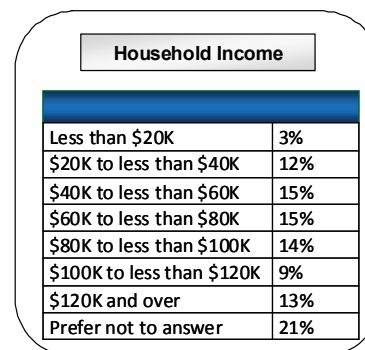 Household Income
Less than $20K 3%
$20K to less than $40K 12%
$40K to less than $60K 15%
$60K to less than $80K 15%
$80K to less than $100K 14%
$100K to less than $120K 9%
$120K and over 13%
Prefer not to answer 21%